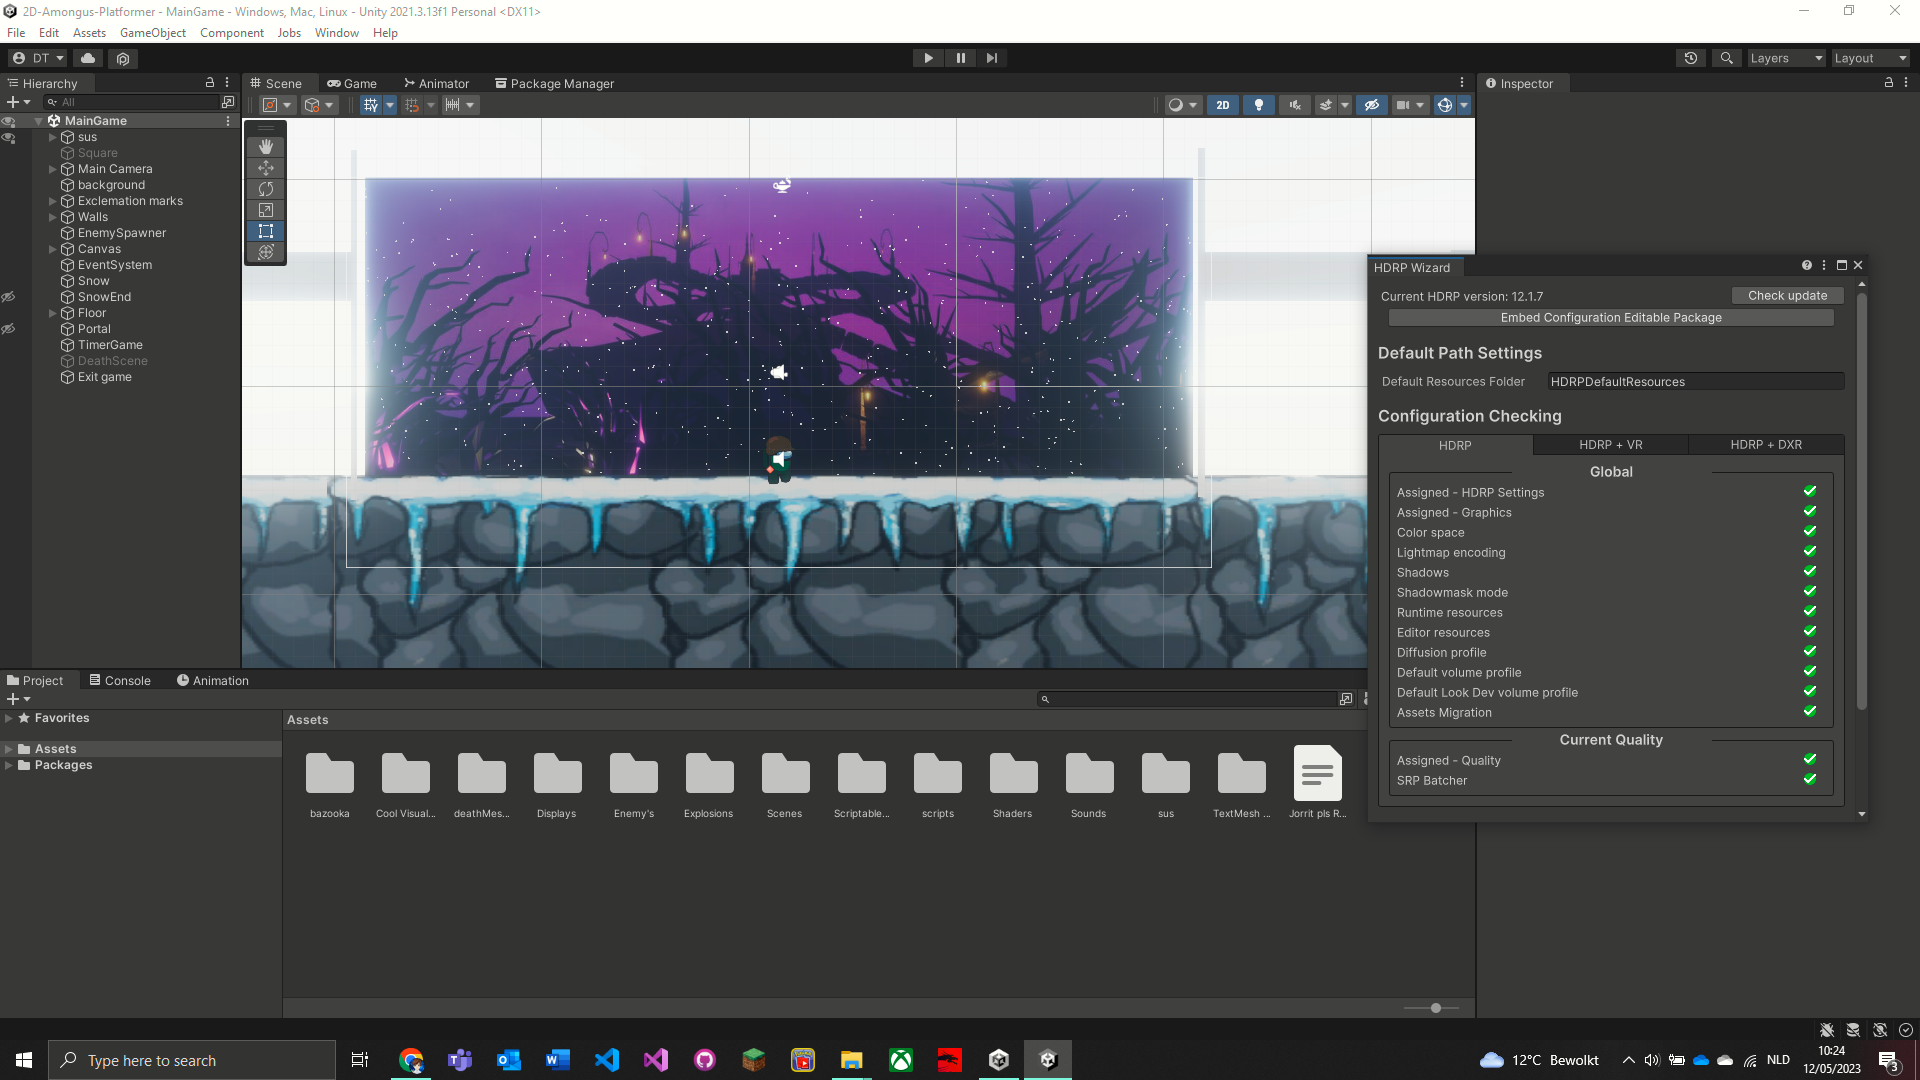 2D-Amongus-Platformer - MainGame - Windows, Mac, Linux - Unity 2021.3.13f1 Personal <DX11>
File Edit Assets GameObject Component Jobs Window Help
DT Layers Layout
Hierarchy
All
MainGame
sus
Square
Main Camera
background
Exclemation marks
Walls
EnemySpawner
Canvas
EventSystem
Snow
SnowEnd
Floor
Portal
TimerGame
DeathScene
Exit game
Scene Game Animator Package Manager
2D
Inspector
HDRP Wizard
Current HDRP version: 12.1.7 Check update
Embed Configuration Editable Package
Default Path Settings
Default Resources Folder HDRPDefaultResources
Configuration Checking
HDRP HDRP + VR HDRP + DXR
Global
Assigned - HDRP Settings
Assigned - Graphics
Color space
Lightmap encoding
Shadows
Shadowmask mode
Runtime resources
Editor resources
Diffusion profile
Default volume profile
Default Look Dev volume profile
Assets Migration
Current Quality
Assigned - Quality
SRP Batcher
Project Console Animation
Favorites
Assets
Packages
Assets
bazooka Cool Visual... deathMes... Displays Enemy's Explosions Scenes Scriptable... scripts Shaders Sounds sus TextMesh ... Jorrit pls R...
Type here to search
12°C Bewolkt
NLD
10:24
12/05/2023
3